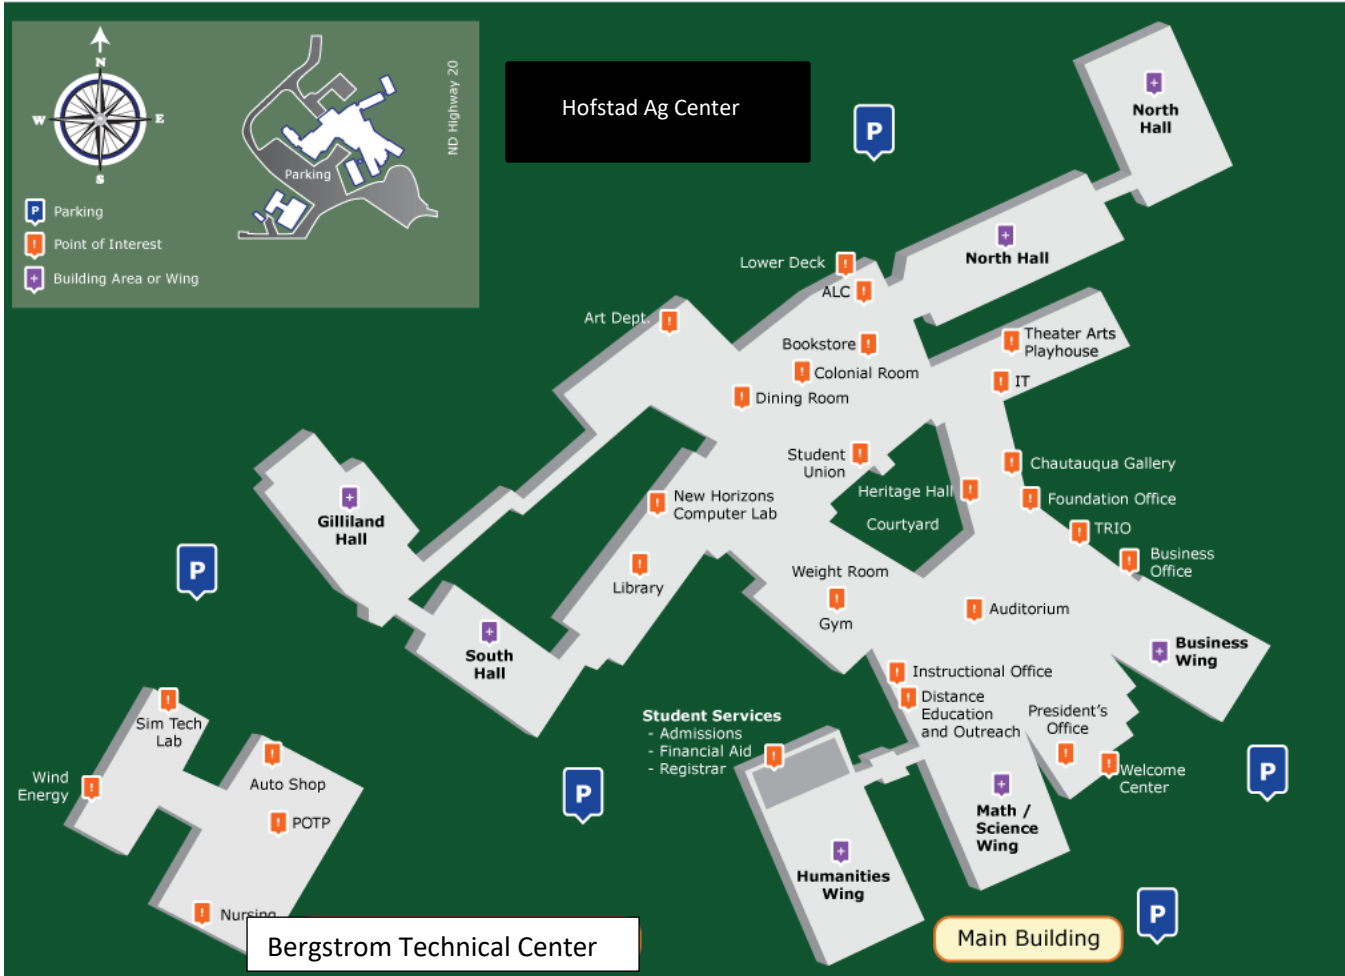 N
W
E
S
ND Highway 20
Parking
P Parking
! Point of Interest
+ Building Area or Wing
Hofstad Ag Center
P
+
North
Hall
+
North Hall
Lower Deck !
ALC !
Art Dept. !
Bookstore !
! Colonial Room
! Dining Room
! Theater Arts
Playhouse
! IT
Student
Union !
! Chautauqua Gallery
Heritage Hall !
! Foundation Office
Courtyard
! TRIO
! Business
Office
+
Gilliland
Hall
! New Horizons
Computer Lab
P
!
Library
Weight Room
!
Gym
! Auditorium
+
South
Hall
+ Business
Wing
! Instructional Office
! Distance
Education
and Outreach
President's
Office
!
! Welcome
Center
Student Services
- Admissions
- Financial Aid
- Registrar
!
!
Sim Tech
Lab
Wind
Energy !
!
Auto Shop
! POTP
! Nursing
P
P
+
Math /
Science
Wing
+
Humanities
Wing
P
Bergstrom Technical Center
Main Building